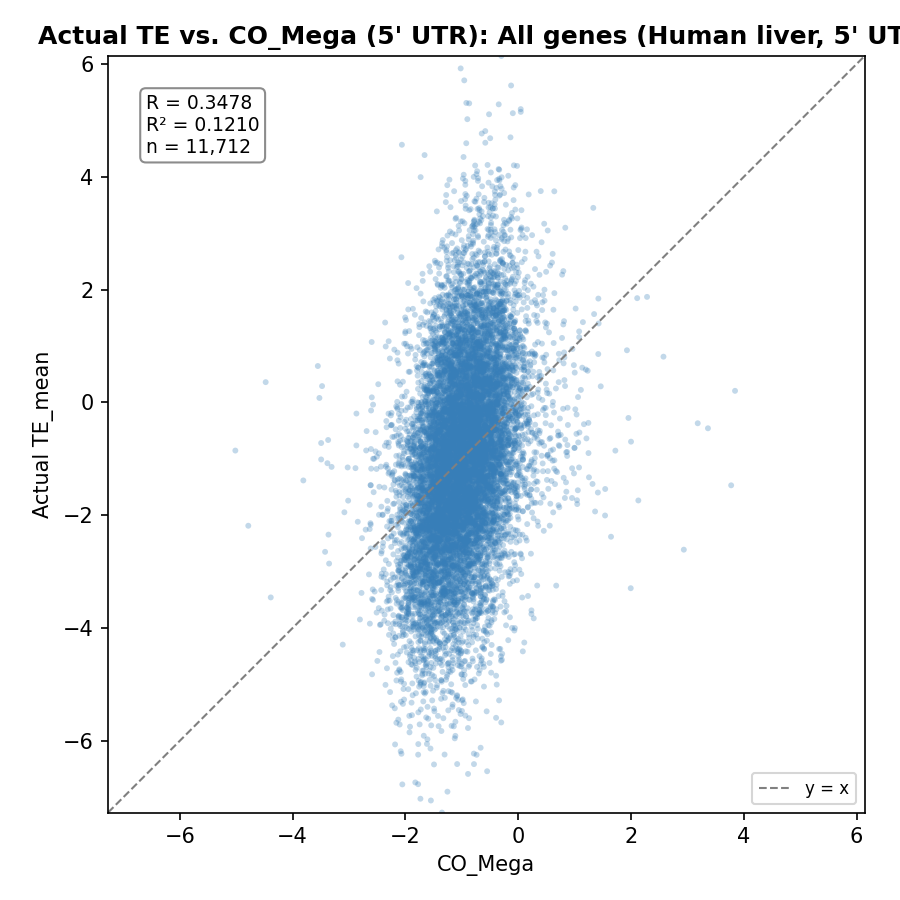 Actual TE vs. CO_Mega (5' UTR): All genes (Human liver, 5' UT
R = 0.3478
R² = 0.1210
n = 11,712
6
4
2
0
−2
−4
−6
Actual TE_mean
y = x
−6 −4 −2 0 2 4 6
CO_Mega